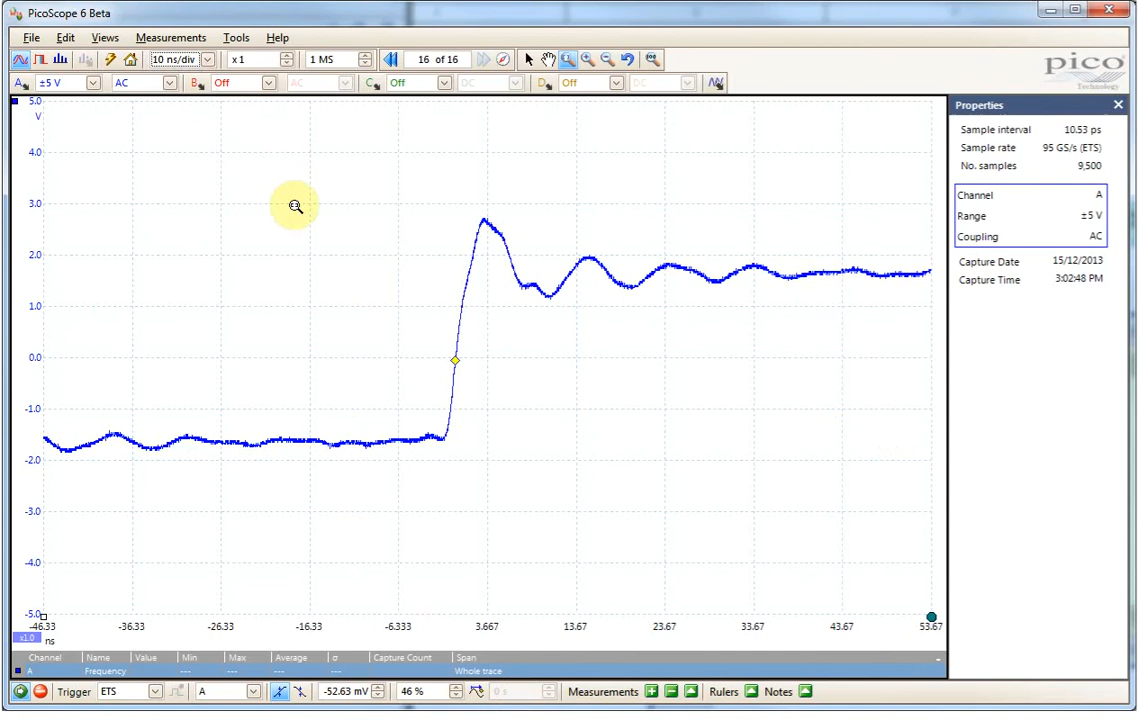 PicoScope 6 Beta
File Edit Views Measurements Tools Help
10 ns/div x 1 1 MS 16 of 16
pico
Technology
A ±5 V AC B Off AC C Off DC D Off DC
5.0
V
4.0
3.0
2.0
1.0
0.0
-1.0
-2.0
-3.0
-4.0
-5.0
-46.33 -36.33 -26.33 -16.33 -6.333 3.667 13.67 23.67 33.67 43.67 53.67
x1.0 ns
Properties
Sample interval 10.53 ps
Sample rate 95 GS/s (ETS)
No. samples 9,500
Channel A
Range ±5 V
Coupling AC
Capture Date 15/12/2013
Capture Time 3:02:48 PM
Channel Name Value Min Max Average σ Capture Count Span
A Frequency --- --- --- --- --- --- Whole trace
Trigger ETS A -52.63 mV 46 % 0 s Measurements Rulers Notes